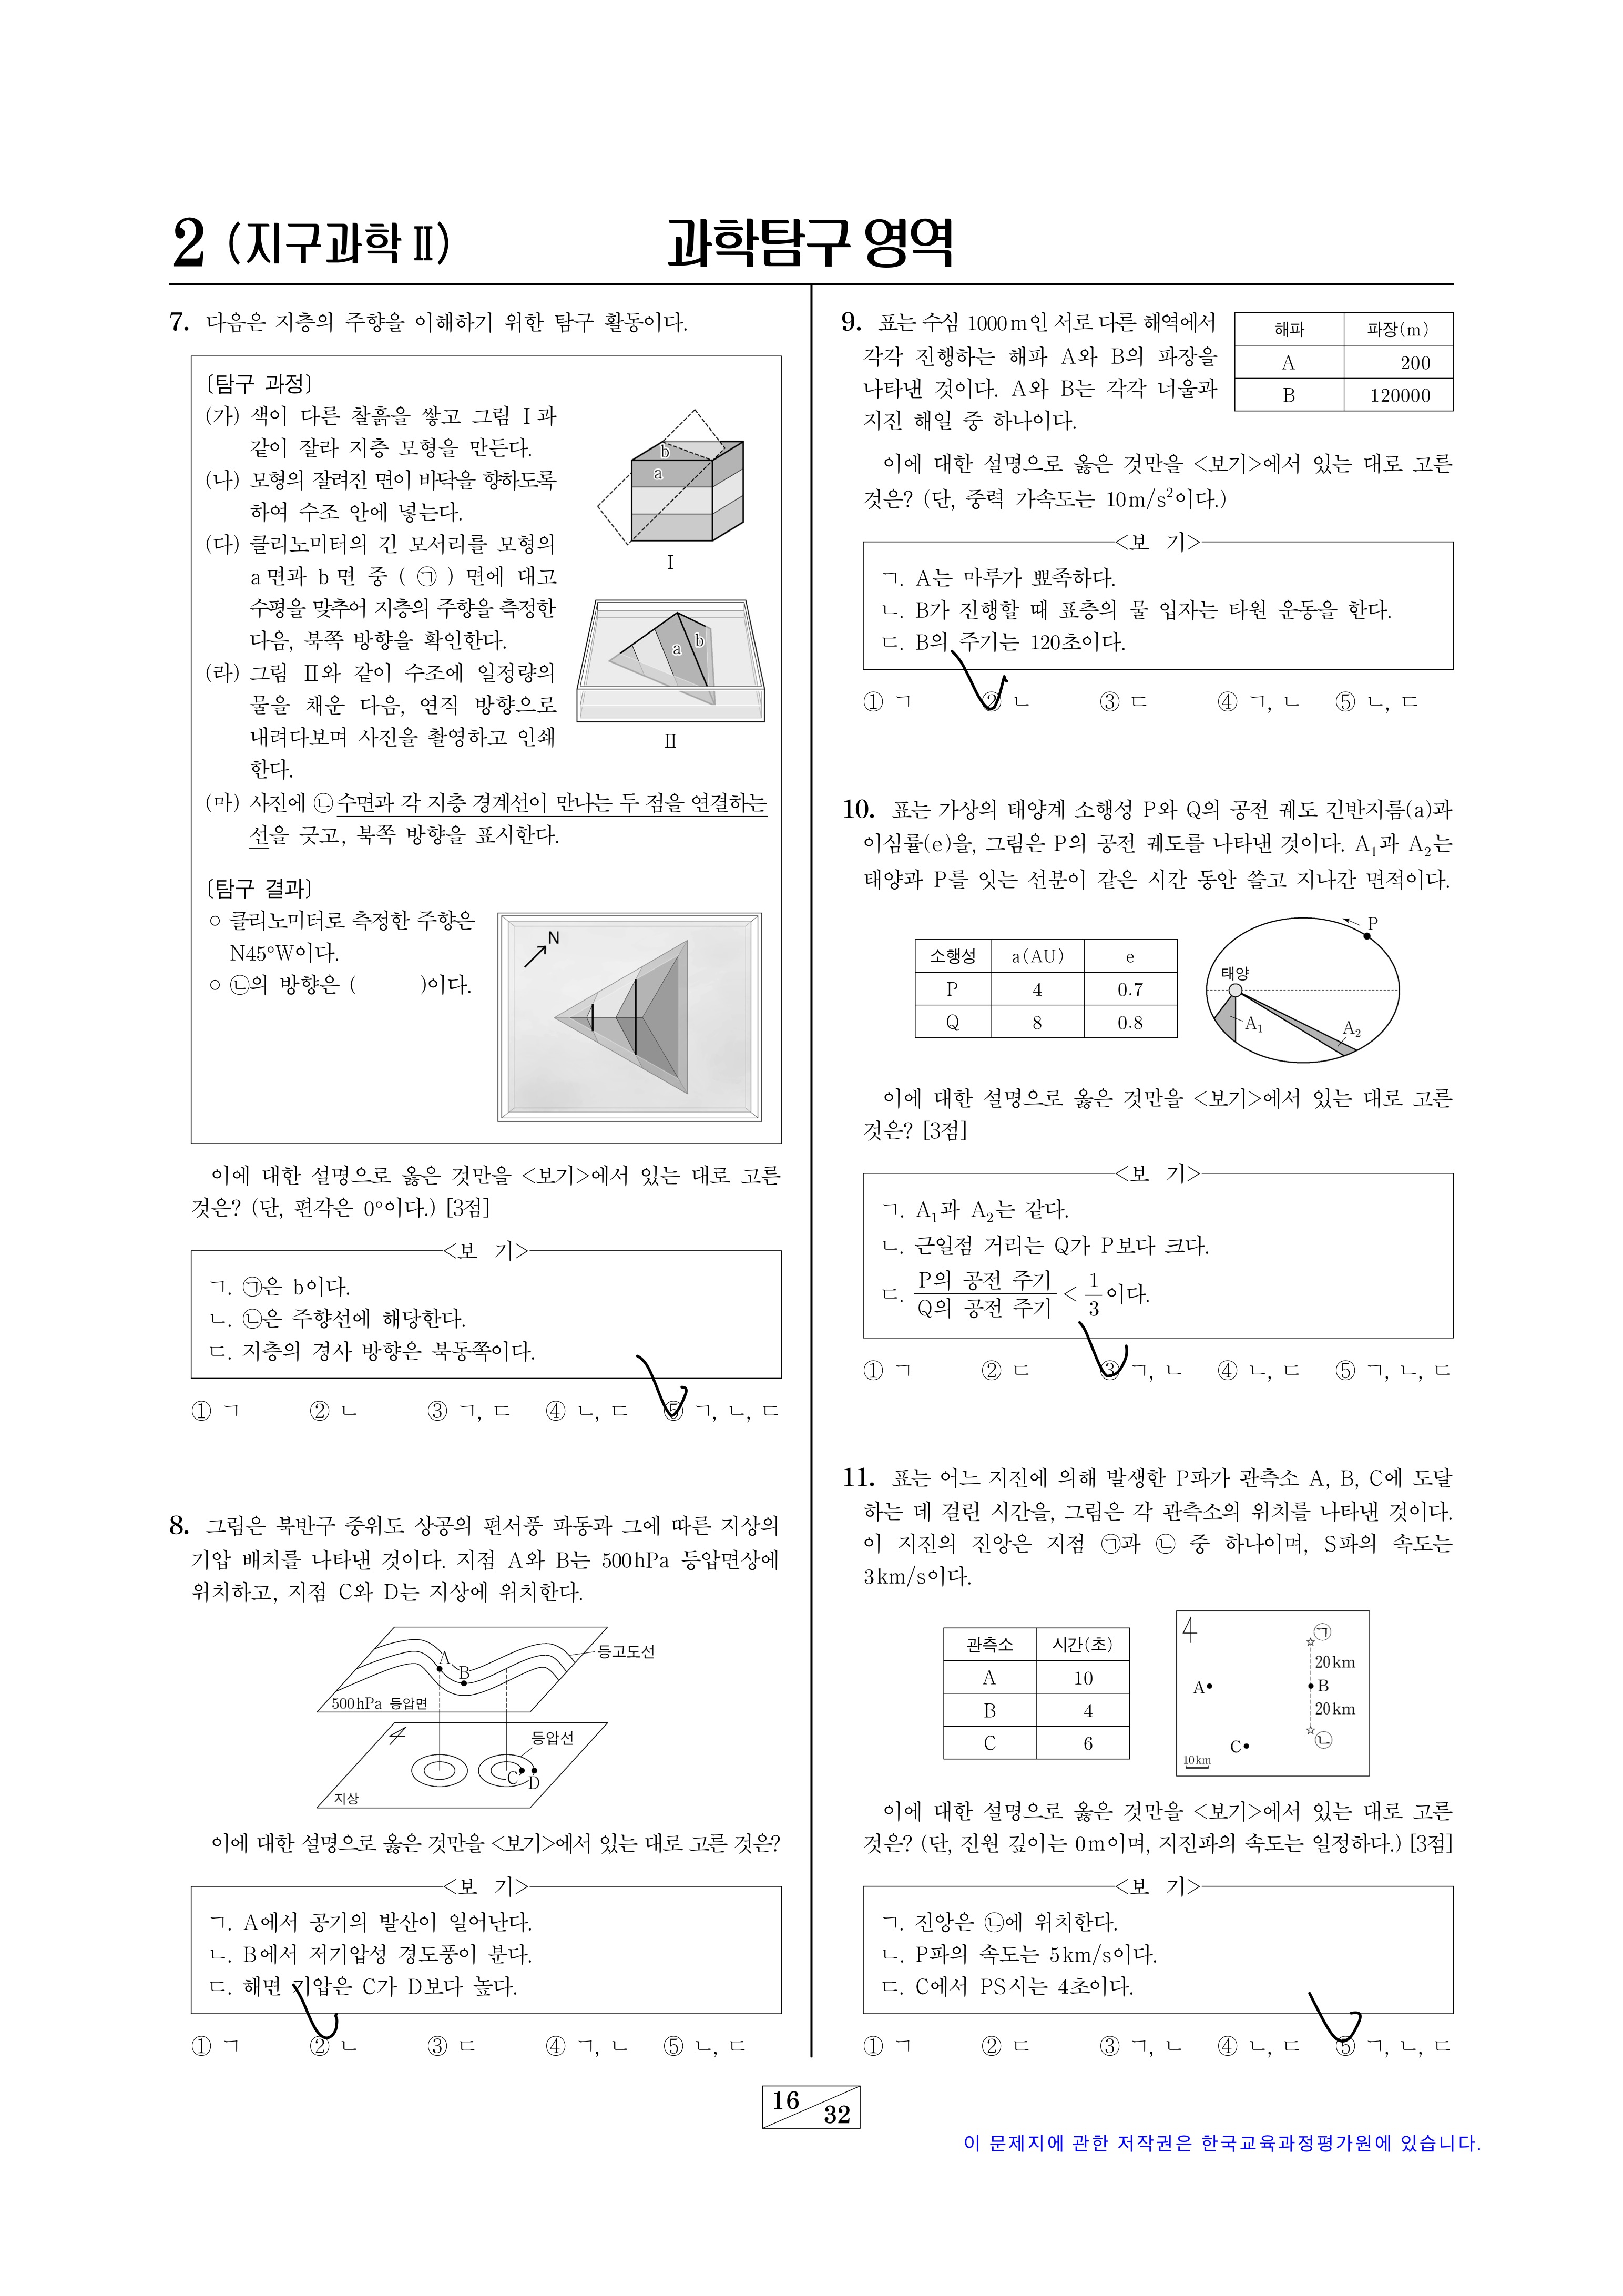 2 (지구과학 Ⅱ)
과학탐구 영역
7. 다음은 지층의 주향을 이해하기 위한 탐구 활동이다.
〔탐구 과정〕
(가) 색이 다른 찰흙을 쌓고 그림 Ⅰ과
같이 잘라 지층 모형을 만든다.
(나) 모형의 잘려진 면이 바닥을 향하도록
하여 수조 안에 넣는다.
(다) 클리노미터의 긴 모서리를 모형의
a면과 b면 중 ( ㉠ ) 면에 대고
수평을 맞추어 지층의 주향을 측정한
다음, 북쪽 방향을 확인한다.
(라) 그림 Ⅱ와 같이 수조에 일정량의
물을 채운 다음, 연직 방향으로
내려다보며 사진을 촬영하고 인쇄
한다.
b
a
Ⅰ
a
b
Ⅱ
(마) 사진에 ㉡수면과 각 지층 경계선이 만나는 두 점을 연결하는
선을 긋고, 북쪽 방향을 표시한다.
〔탐구 결과〕
○ 클리노미터로 측정한 주향은
N45°W이다.
○ ㉡의 방향은 ( )이다.
N
이에 대한 설명으로 옳은 것만을 <보기>에서 있는 대로 고른
것은? (단, 편각은 0°이다.) [3점]
<보 기>
ㄱ. ㉠은 b이다.
ㄴ. ㉡은 주향선에 해당한다.
ㄷ. 지층의 경사 방향은 북동쪽이다.
① ㄱ ② ㄴ ③ ㄱ, ㄷ ④ ㄴ, ㄷ ⑤ ㄱ, ㄴ, ㄷ
8. 그림은 북반구 중위도 상공의 편서풍 파동과 그에 따른 지상의
기압 배치를 나타낸 것이다. 지점 A와 B는 500hPa 등압면상에
위치하고, 지점 C와 D는 지상에 위치한다.
A
B
등고도선
500hPa 등압면
등압선
C
D
지상
이에 대한 설명으로 옳은 것만을 <보기>에서 있는 대로 고른 것은?
<보 기>
ㄱ. A에서 공기의 발산이 일어난다.
ㄴ. B에서 저기압성 경도풍이 분다.
ㄷ. 해면 기압은 C가 D보다 높다.
① ㄱ ② ㄴ ③ ㄷ ④ ㄱ, ㄴ ⑤ ㄴ, ㄷ
9. 표는 수심 1000m인 서로 다른 해역에서
각각 진행하는 해파 A와 B의 파장을
나타낸 것이다. A와 B는 각각 너울과
지진 해일 중 하나이다.
해파 파장(m)
A 200
B 120000
이에 대한 설명으로 옳은 것만을 <보기>에서 있는 대로 고른
것은? (단, 중력 가속도는 10m/s²이다.)
<보 기>
ㄱ. A는 마루가 뾰족하다.
ㄴ. B가 진행할 때 표층의 물 입자는 타원 운동을 한다.
ㄷ. B의 주기는 120초이다.
① ㄱ ② ㄴ ③ ㄷ ④ ㄱ, ㄴ ⑤ ㄴ, ㄷ
10. 표는 가상의 태양계 소행성 P와 Q의 공전 궤도 긴반지름(a)과
이심률(e)을, 그림은 P의 공전 궤도를 나타낸 것이다. A₁과 A₂는
태양과 P를 잇는 선분이 같은 시간 동안 쓸고 지나간 면적이다.
소행성 a(AU) e
P 4 0.7
Q 8 0.8
P
태양
A₁
A₂
이에 대한 설명으로 옳은 것만을 <보기>에서 있는 대로 고른
것은? [3점]
<보 기>
ㄱ. A₁과 A₂는 같다.
ㄴ. 근일점 거리는 Q가 P보다 크다.
ㄷ. P의 공전 주기/Q의 공전 주기 < 1/3 이다.
① ㄱ ② ㄷ ③ ㄱ, ㄴ ④ ㄴ, ㄷ ⑤ ㄱ, ㄴ, ㄷ
11. 표는 어느 지진에 의해 발생한 P파가 관측소 A, B, C에 도달
하는 데 걸린 시간을, 그림은 각 관측소의 위치를 나타낸 것이다.
이 지진의 진앙은 지점 ㉠과 ㉡ 중 하나이며, S파의 속도는
3km/s이다.
관측소 시간(초)
A 10
B 4
C 6
㉠
20km
A
B
20km
㉡
C
10km
이에 대한 설명으로 옳은 것만을 <보기>에서 있는 대로 고른
것은? (단, 진원 깊이는 0m이며, 지진파의 속도는 일정하다.) [3점]
<보 기>
ㄱ. 진앙은 ㉡에 위치한다.
ㄴ. P파의 속도는 5km/s이다.
ㄷ. C에서 PS시는 4초이다.
① ㄱ ② ㄷ ③ ㄱ, ㄴ ④ ㄴ, ㄷ ⑤ ㄱ, ㄴ, ㄷ
16
32
이 문제지에 관한 저작권은 한국교육과정평가원에 있습니다.